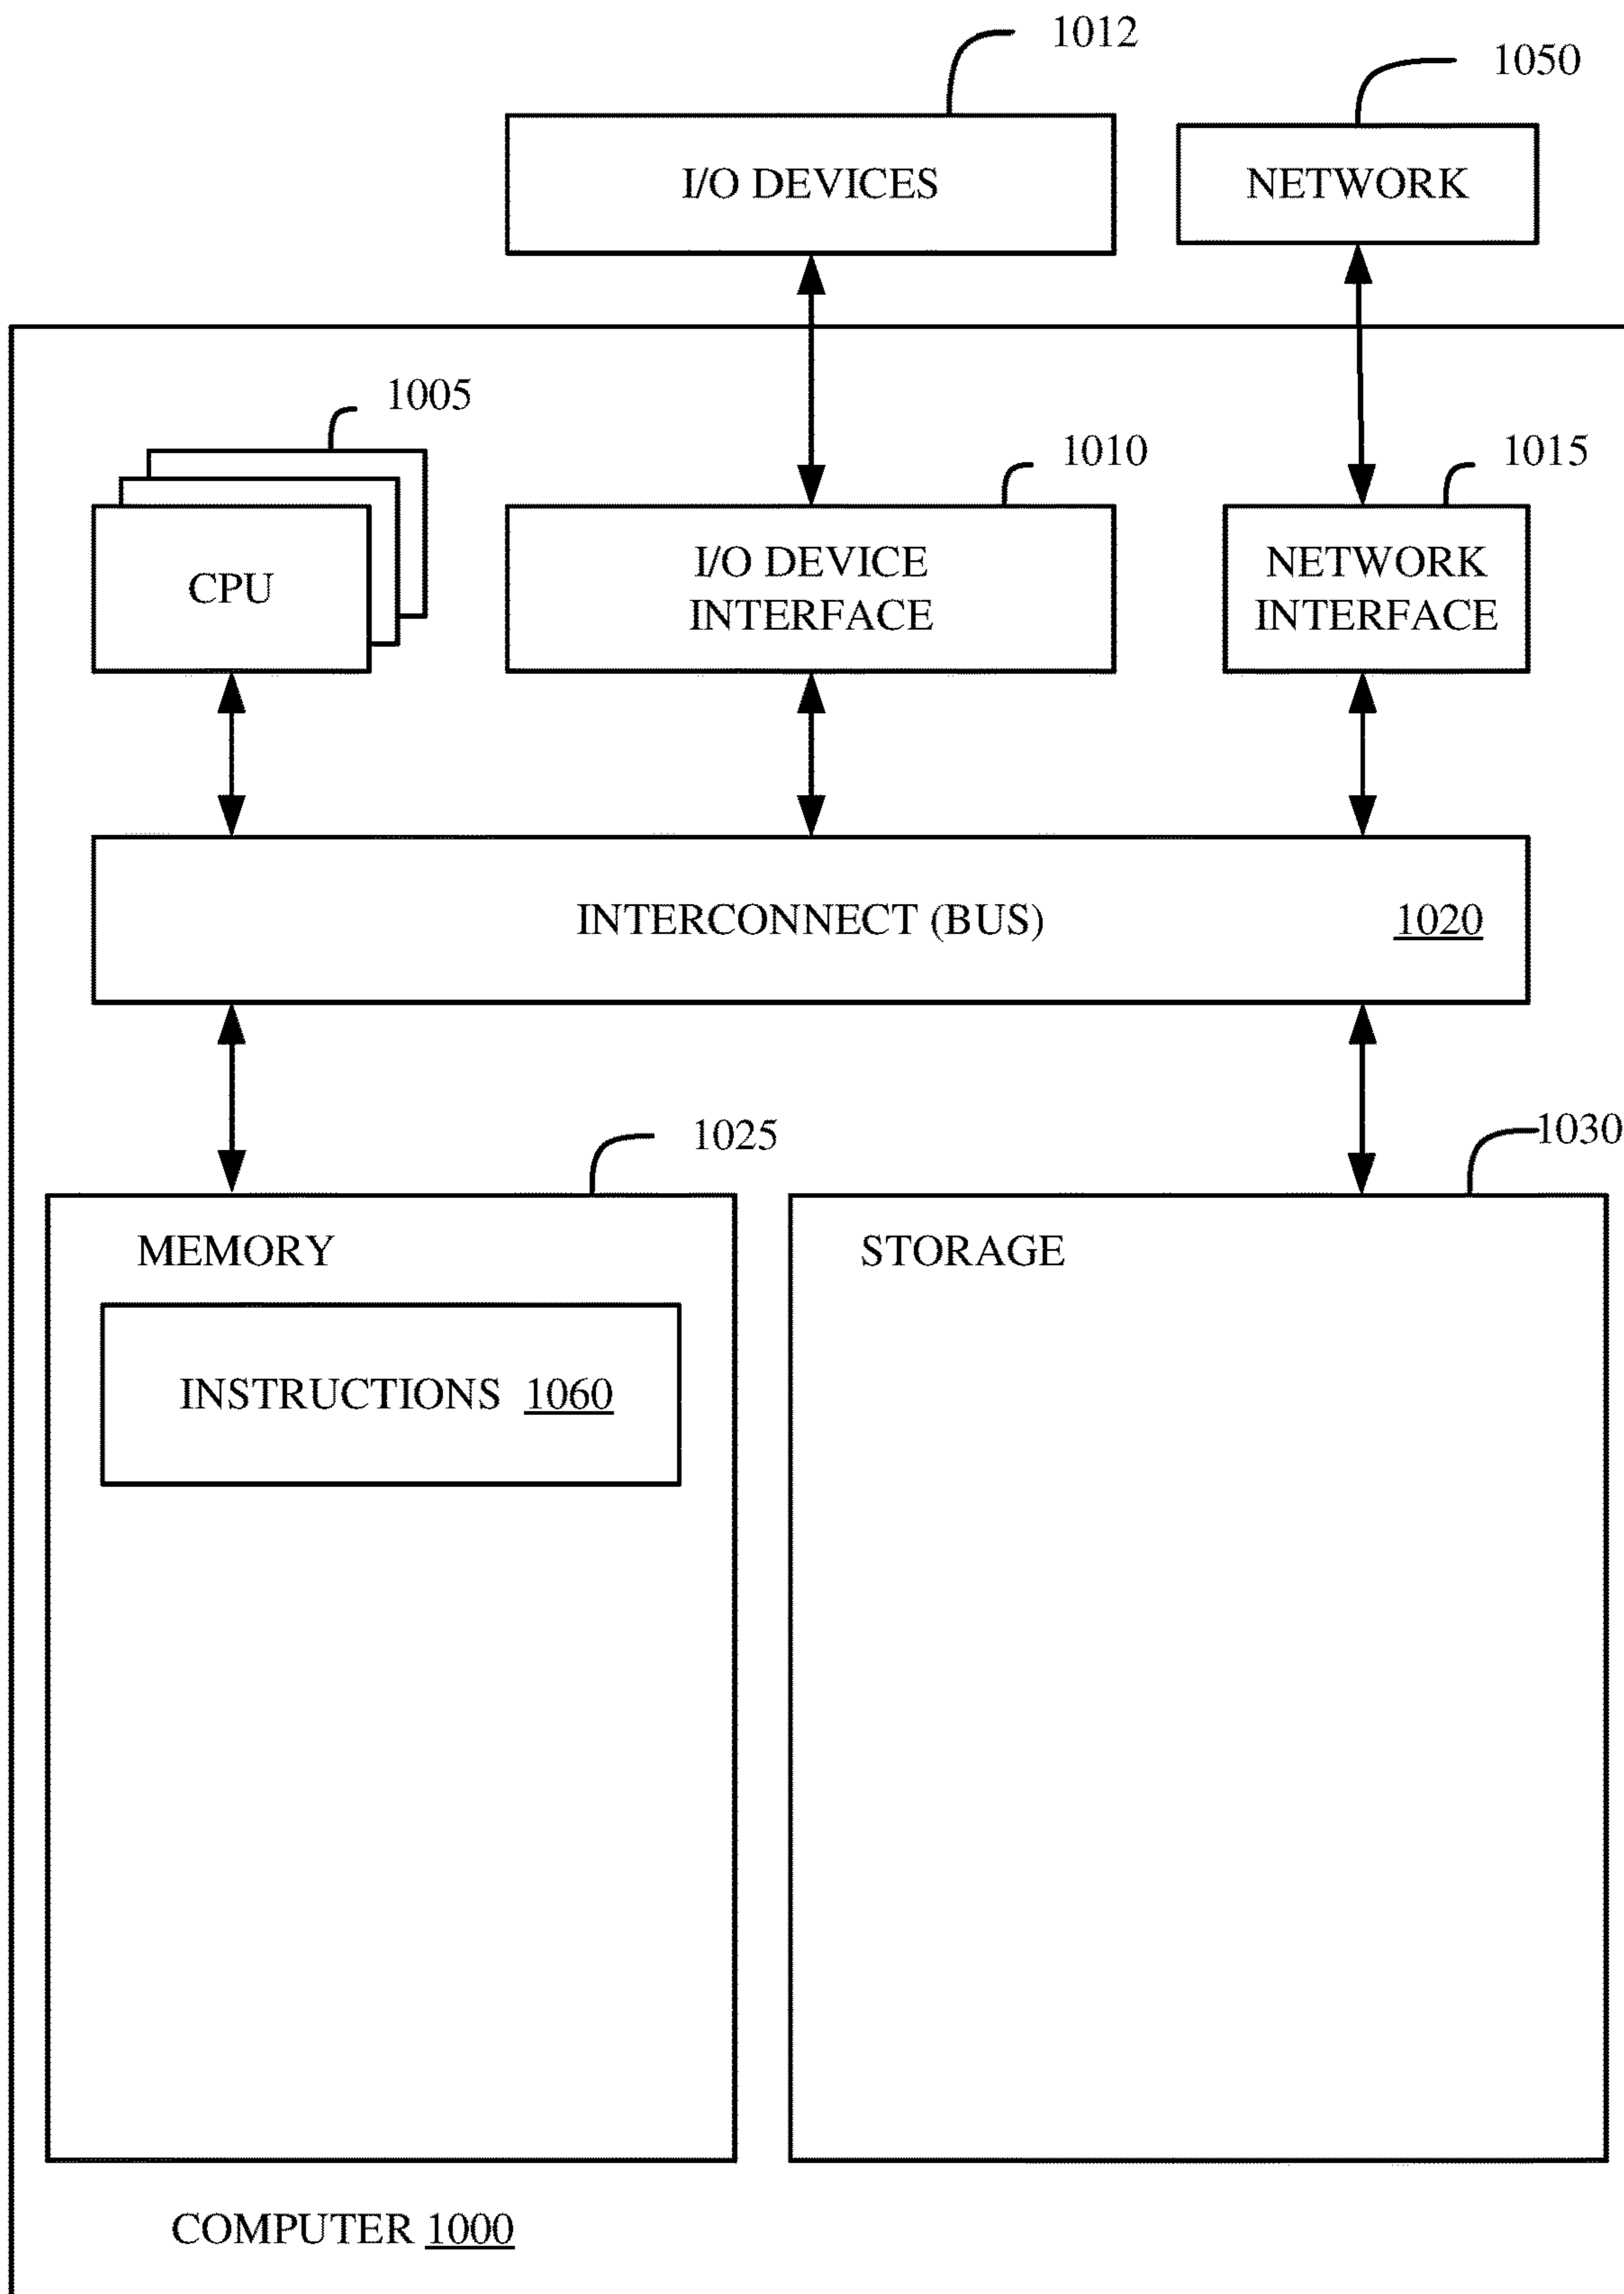 1012
1050
I/O DEVICES
NETWORK
1005
1010
1015
CPU
I/O DEVICE
INTERFACE
NETWORK
INTERFACE
INTERCONNECT (BUS) 1020
1025
1030
MEMORY
STORAGE
INSTRUCTIONS 1060
COMPUTER 1000